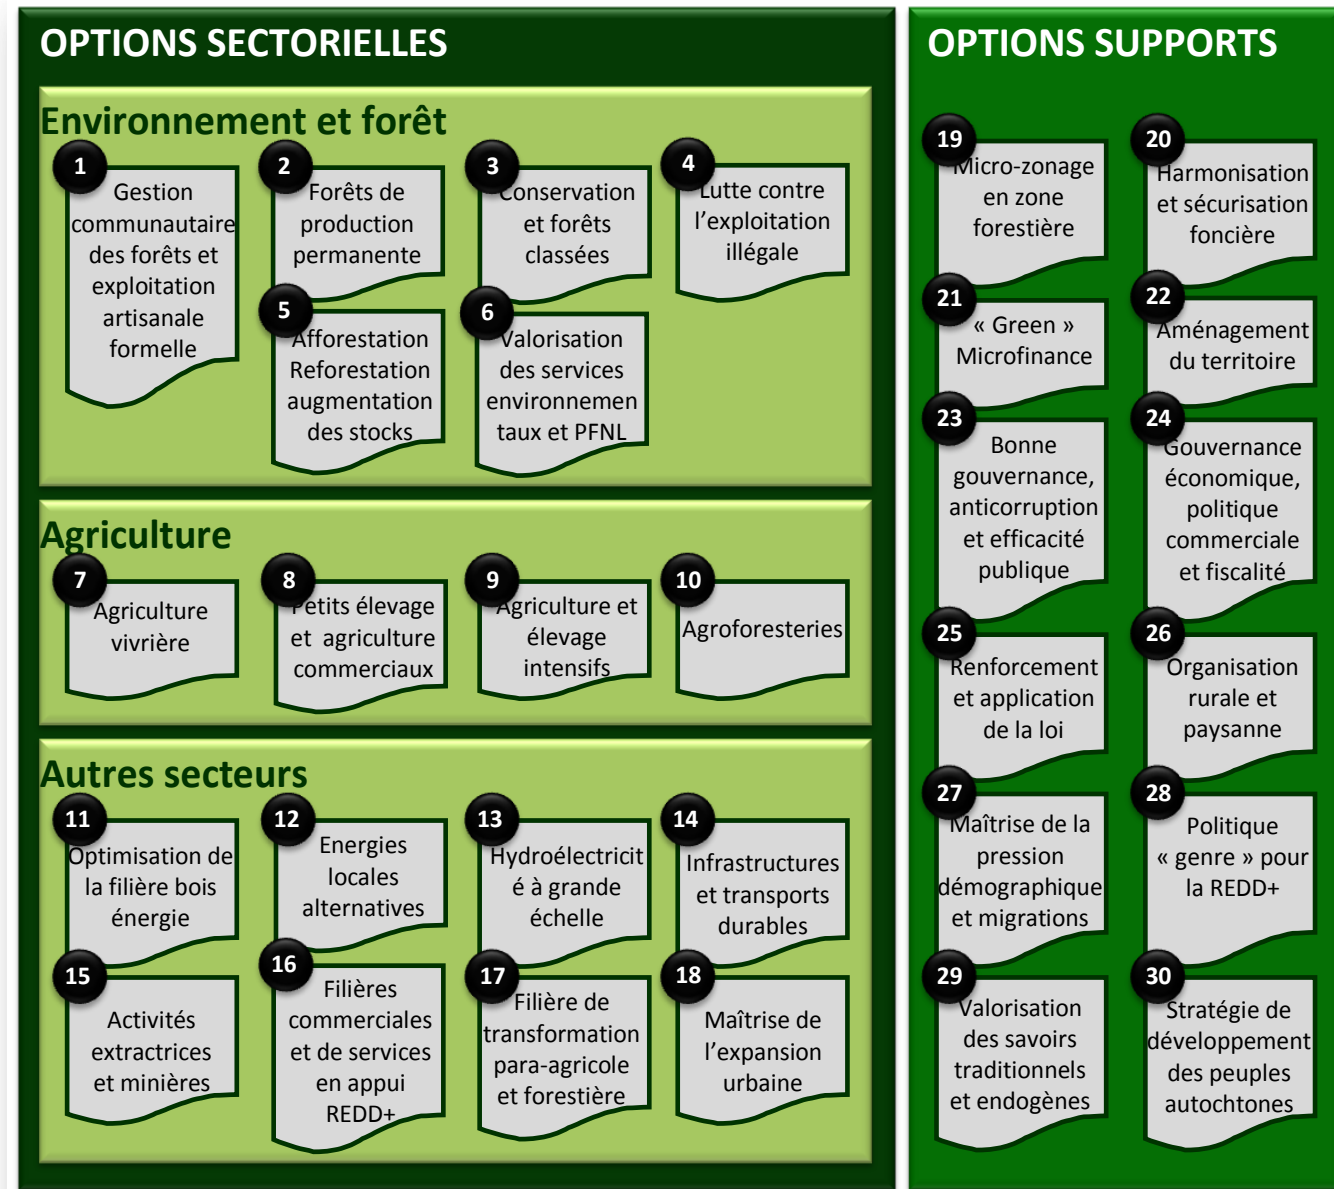 OPTIONS SECTORIELLES
Environnement et forêt
1
Gestion
communautaire
des forêts et
exploitation
artisanale
formelle
2
Forêts de
production
permanente
3
Conservation
et forêts
classées
4
Lutte contre
l'exploitation
illégale
5
Afforestation
Reforestation
augmentation
des stocks
6
Valorisation
des services
environnemen
taux et PFNL
Agriculture
7
Agriculture
vivrière
8
Petits élevage
et agriculture
commerciaux
9
Agriculture et
élevage
intensifs
10
Agroforesteries
Autres secteurs
11
Optimisation de
la filière bois
énergie
12
Energies
locales
alternatives
13
Hydroélectricit
é à grande
échelle
14
Infrastructures
et transports
durables
15
Activités
extractrices
et minières
16
Filières
commerciales
et de services
en appui
REDD+
17
Filière de
transformation
para-agricole
et forestière
18
Maîtrise de
l'expansion
urbaine
OPTIONS SUPPORTS
19
Micro-zonage
en zone
forestière
20
Harmonisation
et sécurisation
foncière
21
« Green »
Microfinance
22
Aménagement
du territoire
23
Bonne
gouvernance,
anticorruption
et efficacité
publique
24
Gouvernance
économique,
politique
commerciale
et fiscalité
25
Renforcement
et application
de la loi
26
Organisation
rurale et
paysanne
27
Maîtrise de la
pression
démographique
et migrations
28
Politique
« genre » pour
la REDD+
29
Valorisation
des savoirs
traditionnels
et endogènes
30
Stratégie de
développement
des peuples
autochtones